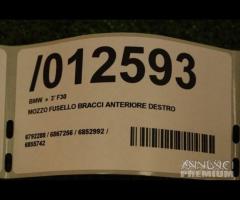 /012593
BMW > 3' F30
MOZZO FUSELLO BRACCI ANTERIORE DESTRO
6792288 / 6867256 / 6852992 /
6855742
ANNUNCI
PREMIUM